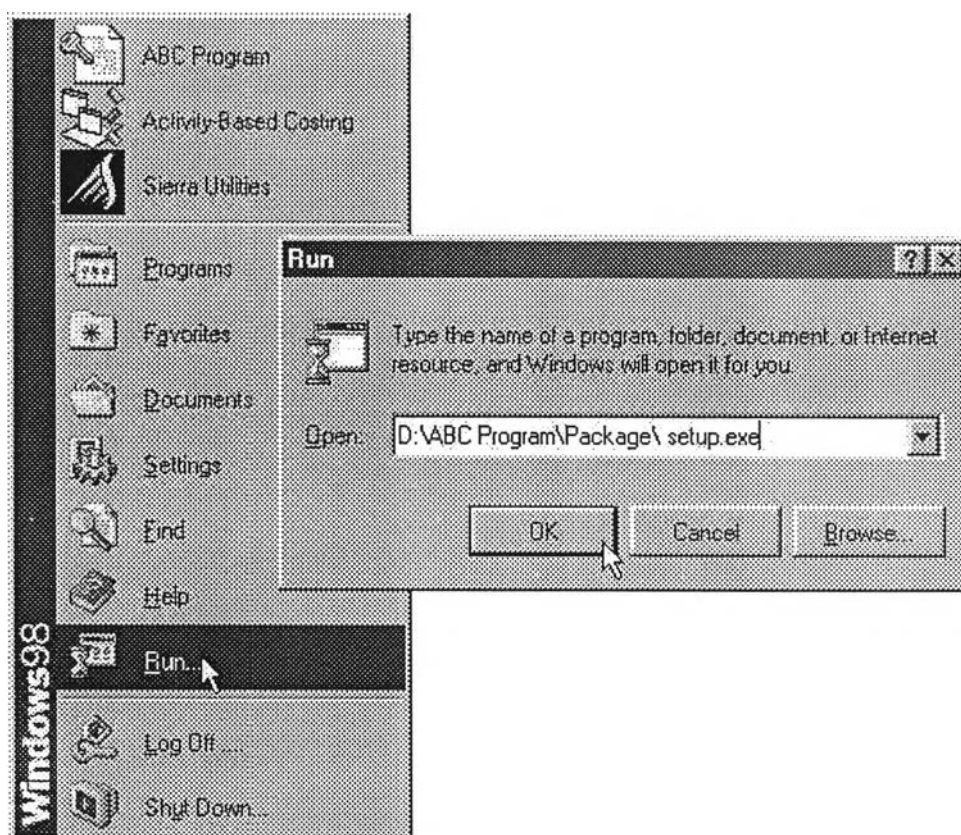 ABC Program
Activity-Based Costing
Sierra Utilities
Programs
Favorites
Documents
Settings
Find
Help
Run...
Log Off ....
Shut Down...
Windows98
Run
Type the name of a program, folder, document, or Internet
resource, and Windows will open it for you.
Open:
D:\ABC Program\Package\ setup.exe
OK
Cancel
Browse...